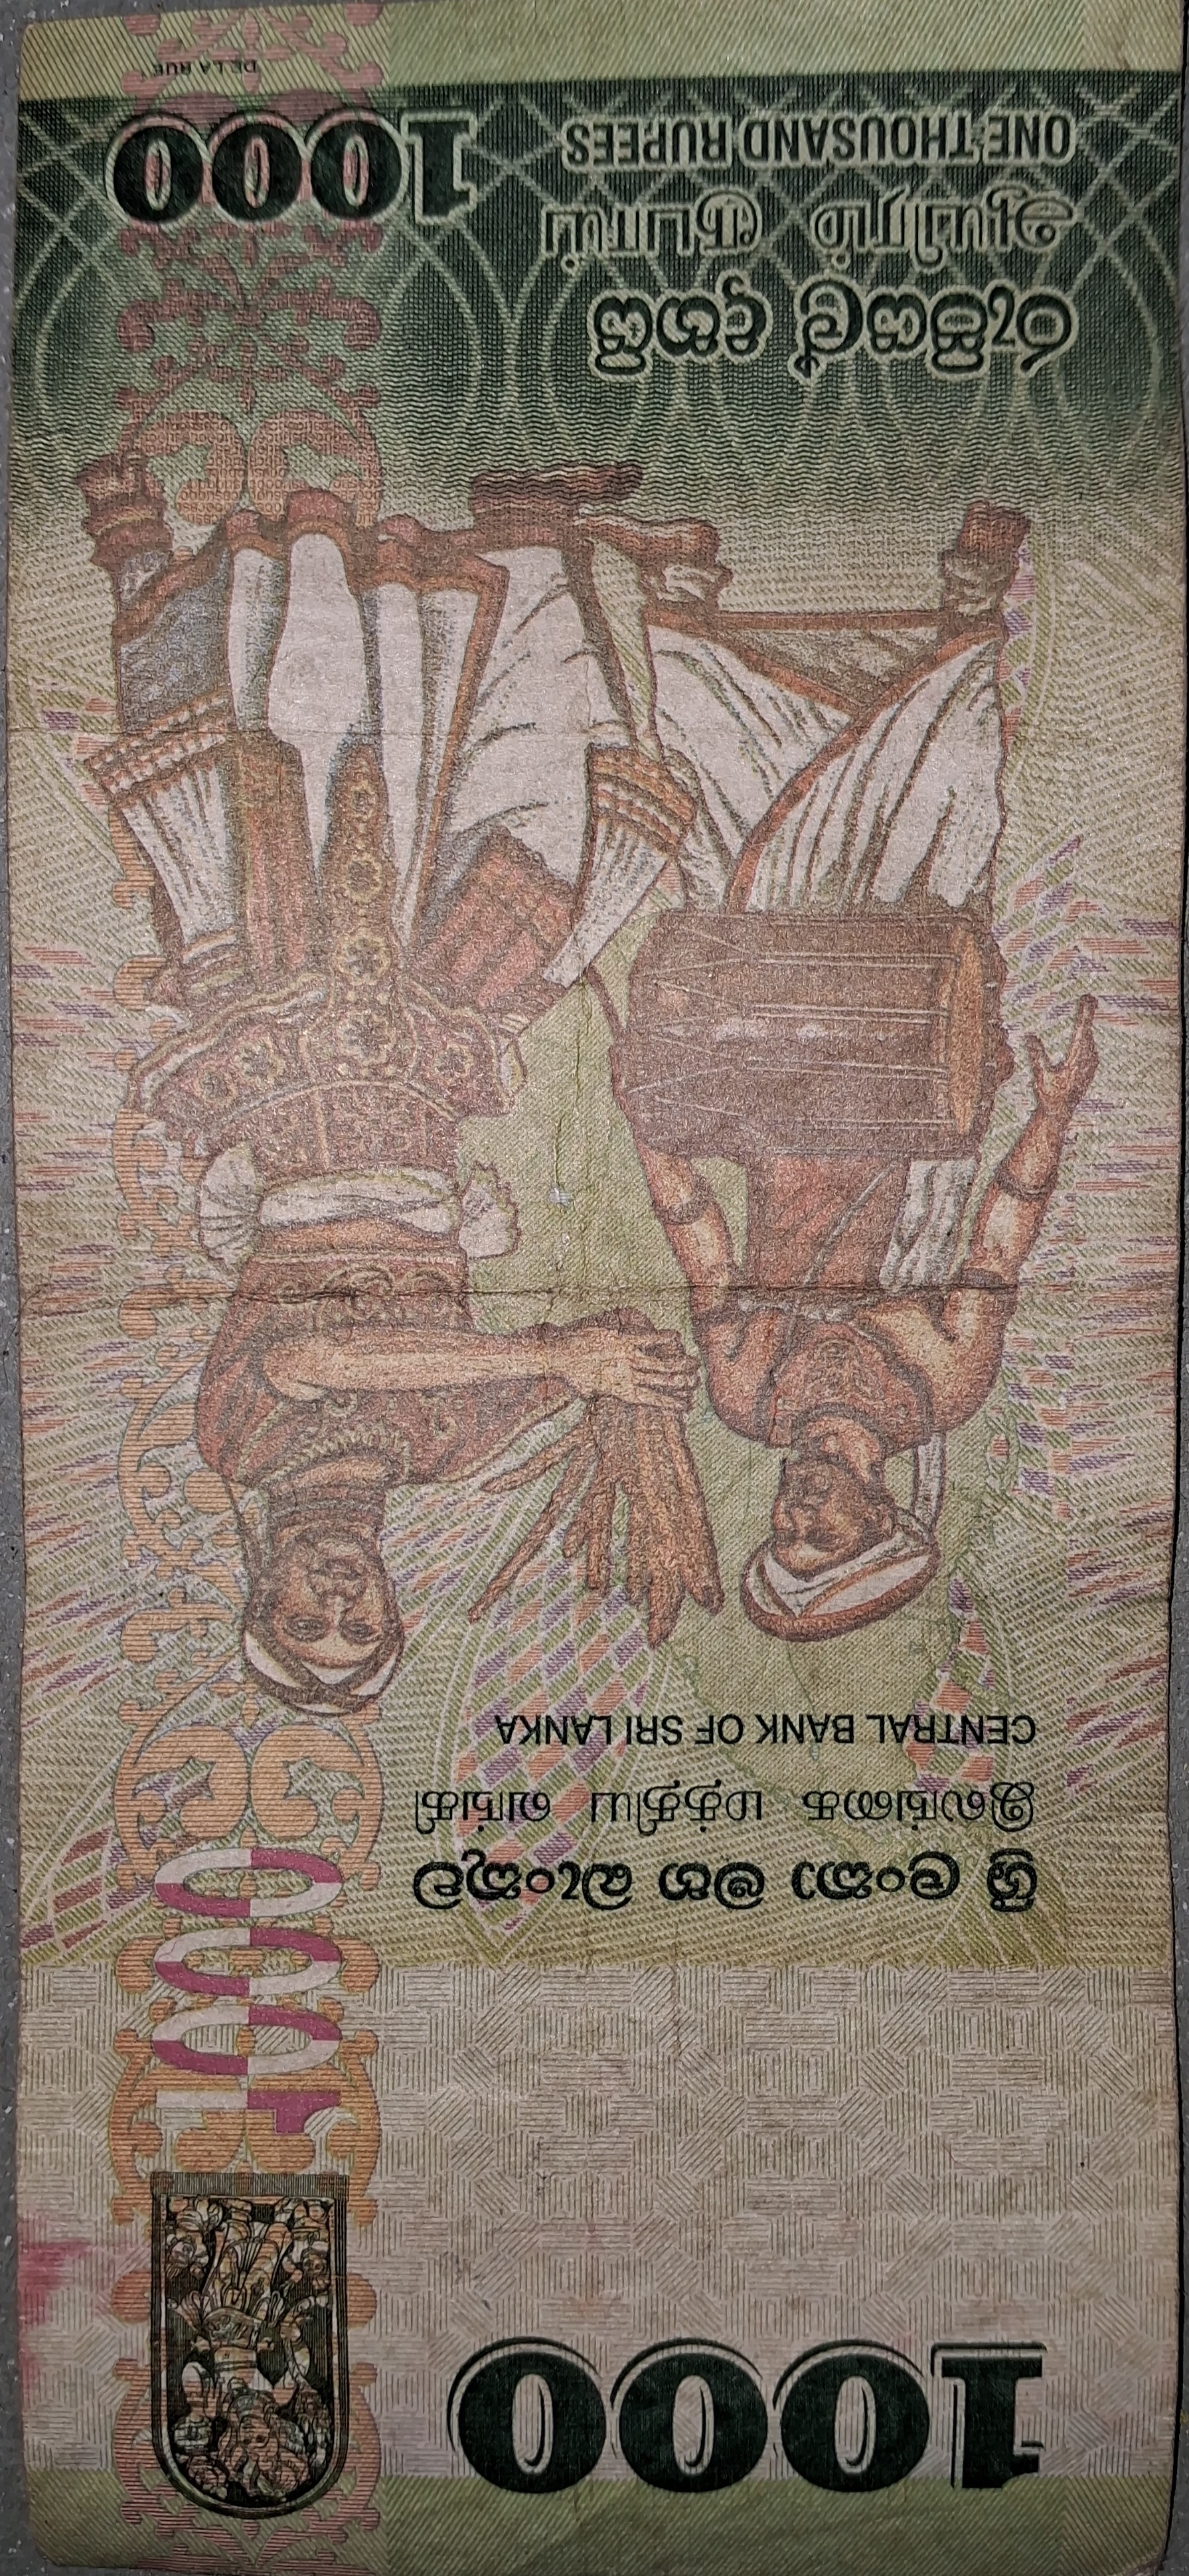 1000
ශ්‍රී ලංකා මහ බැංකුව
இலங்கை மத்திய வங்கி
CENTRAL BANK OF SRI LANKA
1000
රුපියල් දාහයි
ஆயிரம் ரூபாய்
ONE THOUSAND RUPEES
1000
DE LA RUE